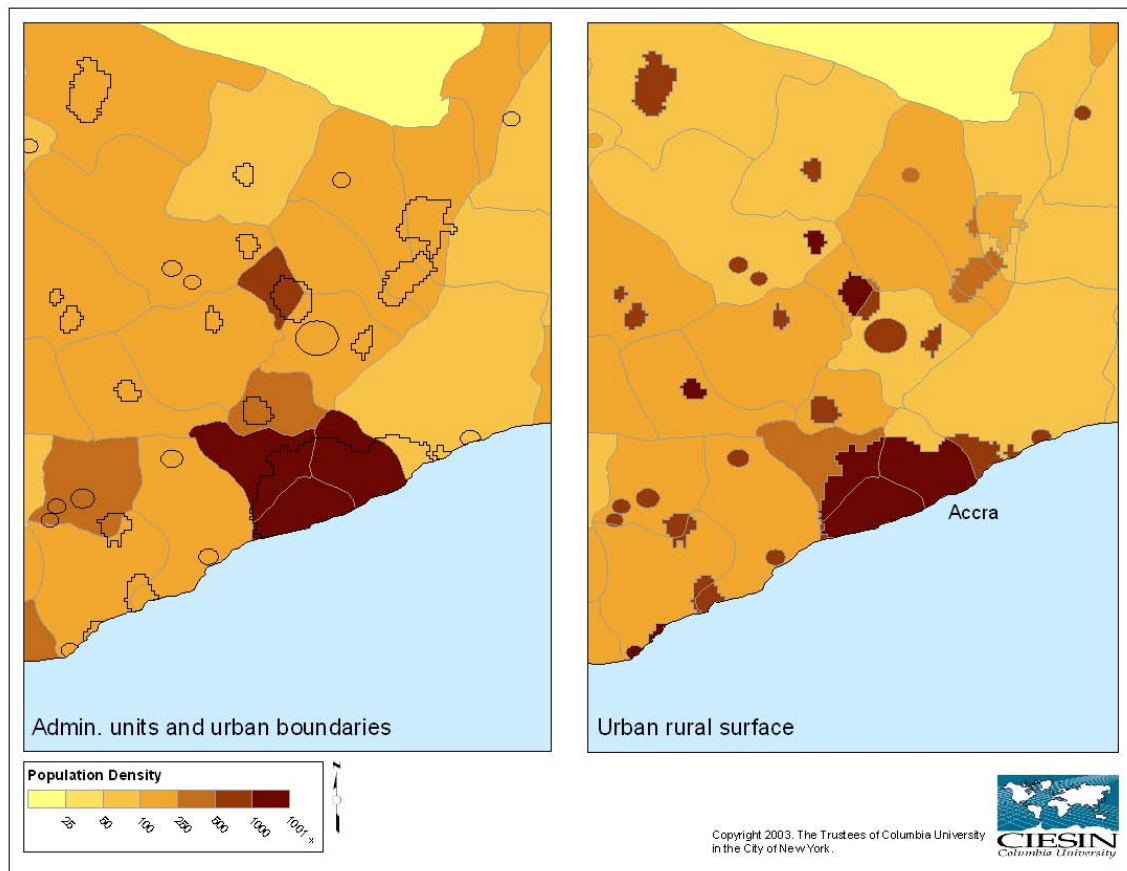 Accra
Admin. units and urban boundaries
Urban rural surface
Population Density
25
50
100
250
500
1000
1001 x
N
Copyright 2003. The Trustees of Columbia University
in the City of New York.
CIESIN
Columbia University